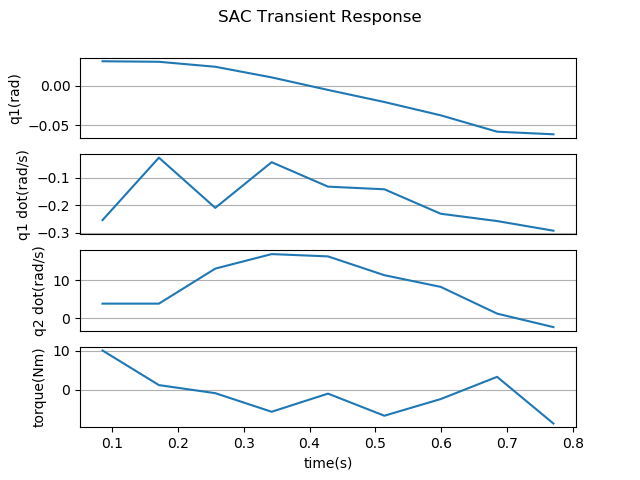 SAC Transient Response
q1(rad)
0.00
−0.05
q1 dot(rad/s)
−0.1
−0.2
−0.3
q2 dot(rad/s)
10
0
torque(Nm)
10
0
0.1 0.2 0.3 0.4 0.5 0.6 0.7 0.8
time(s)